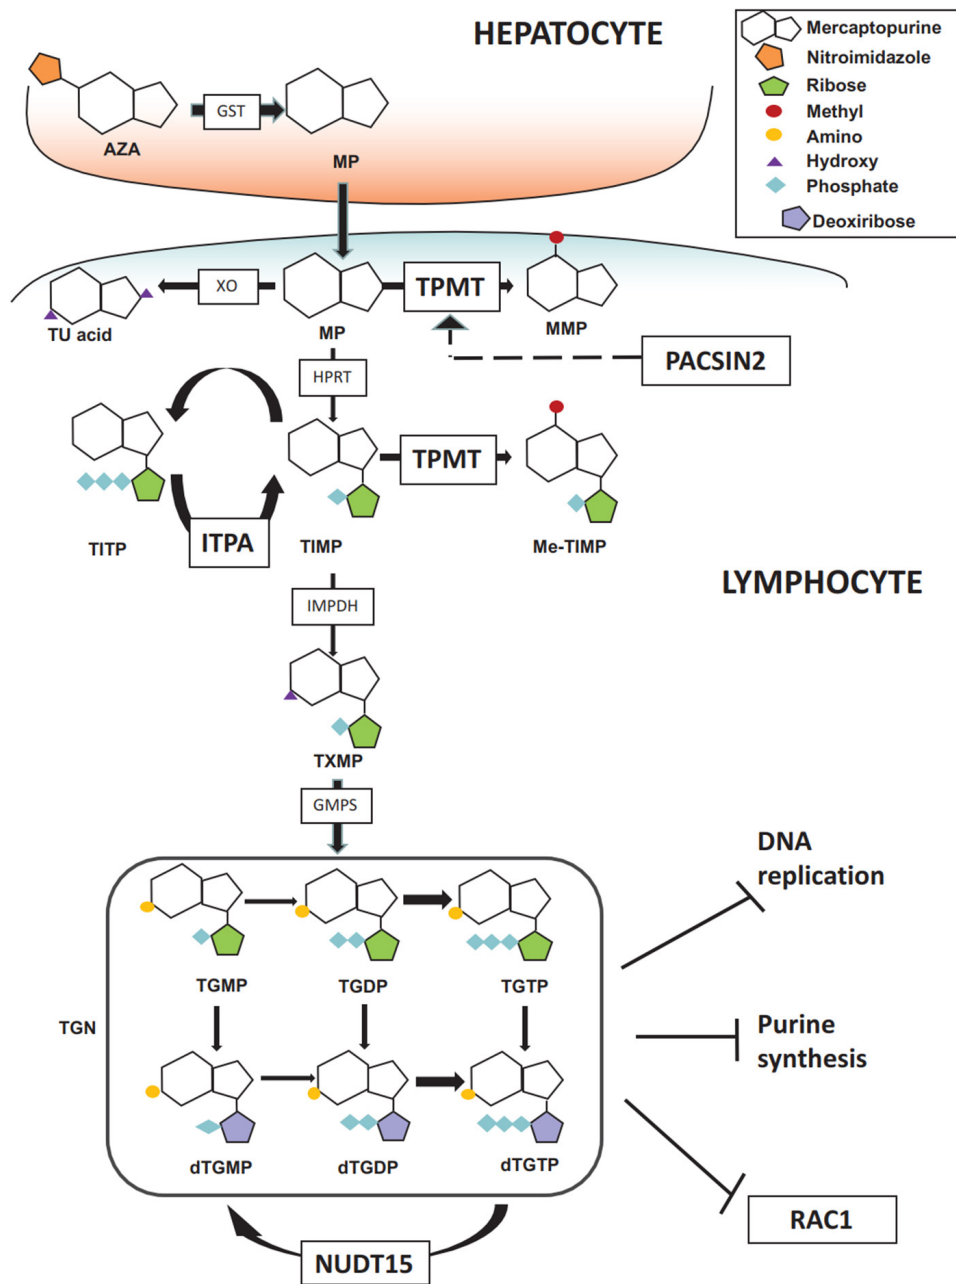 HEPATOCYTE
Mercaptopurine
Nitroimidazole
Ribose
Methyl
Amino
Hydroxy
Phosphate
Deoxiribose
GST
AZA
MP
XO
TPMT
TU acid
MP
MMP
PACSIN2
HPRT
TPMT
ITPA
TITP
TIMP
Me-TIMP
LYMPHOCYTE
IMPDH
TXMP
GMPS
DNA
replication
TGMP
TGDP
TGTP
TGN
Purine
synthesis
dTGMP
dTGDP
dTGTP
RAC1
NUDT15